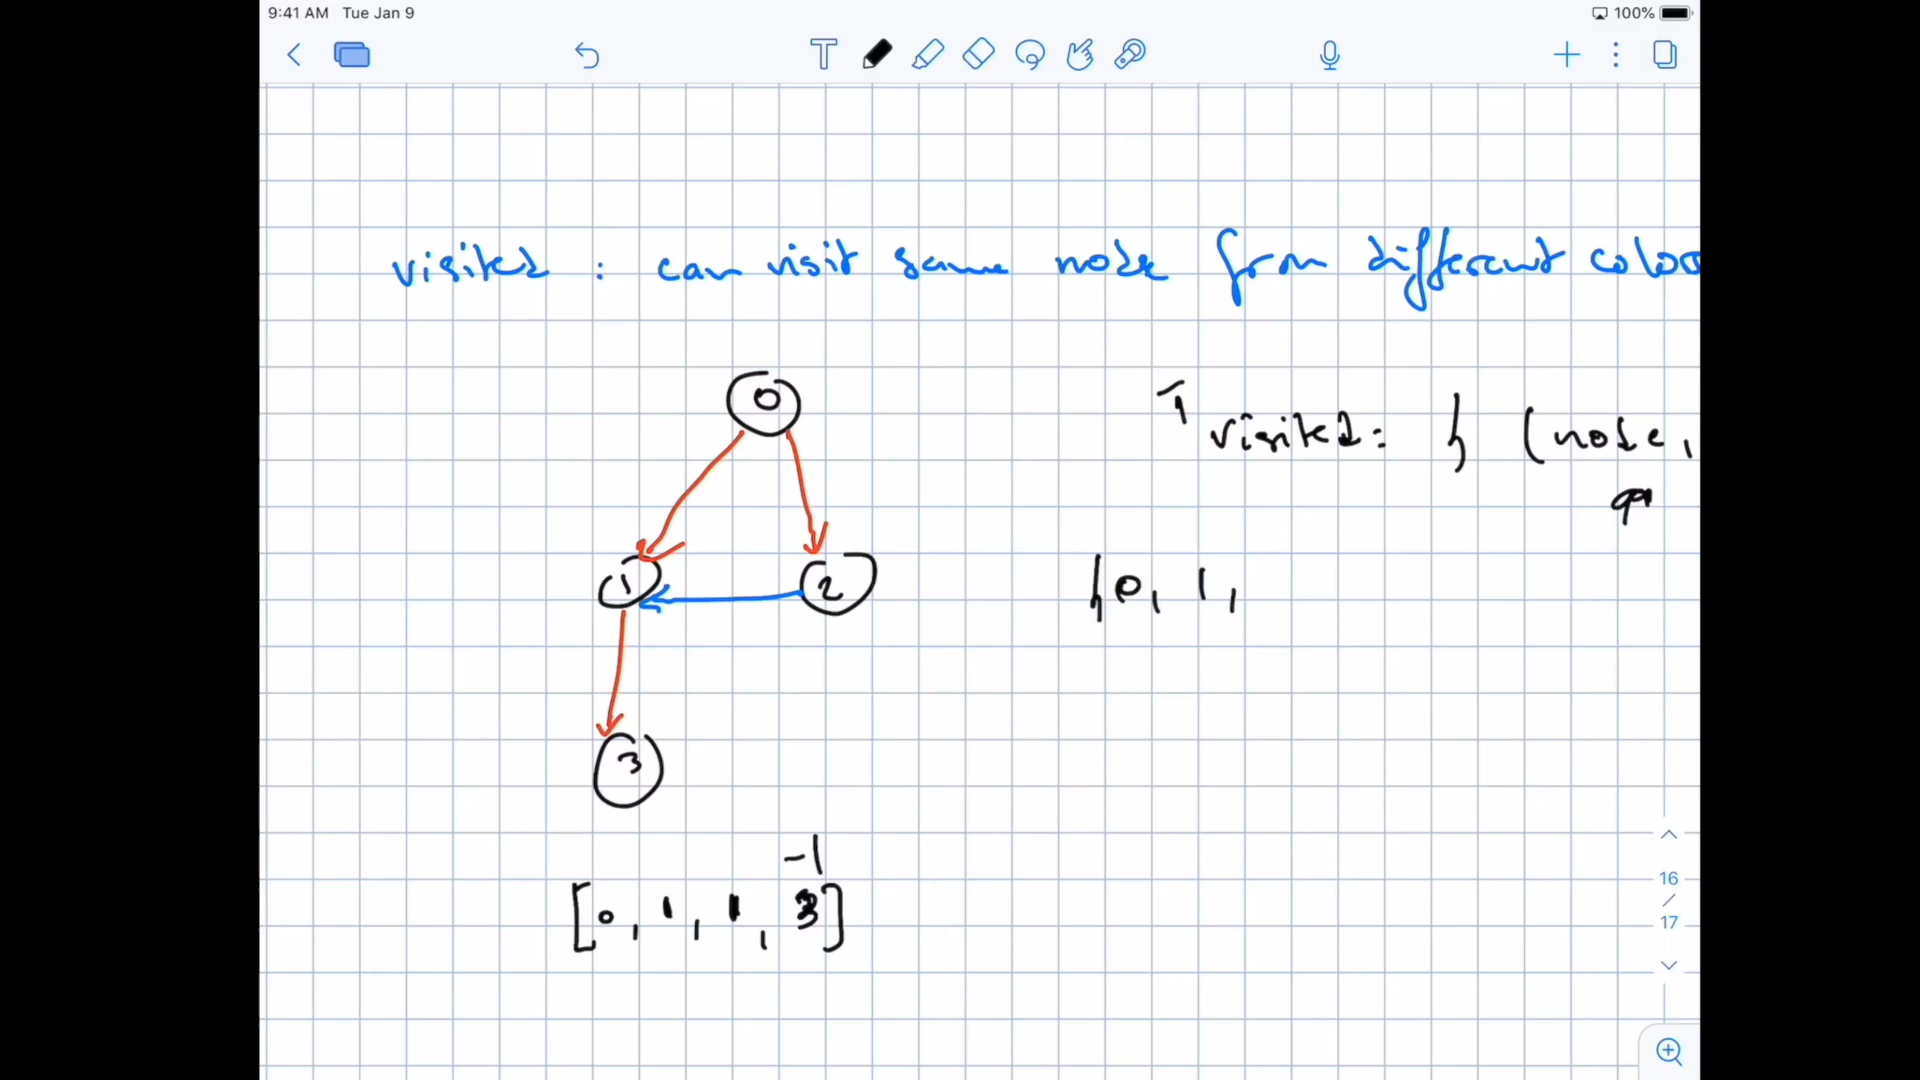 9:41 AM Tue Jan 9
100%
T
visited : can visit same node from different colors
visited: { (node,
0
1
2
{0, 1,
3
-1
[0, 1, 1, 3]
16
/
17